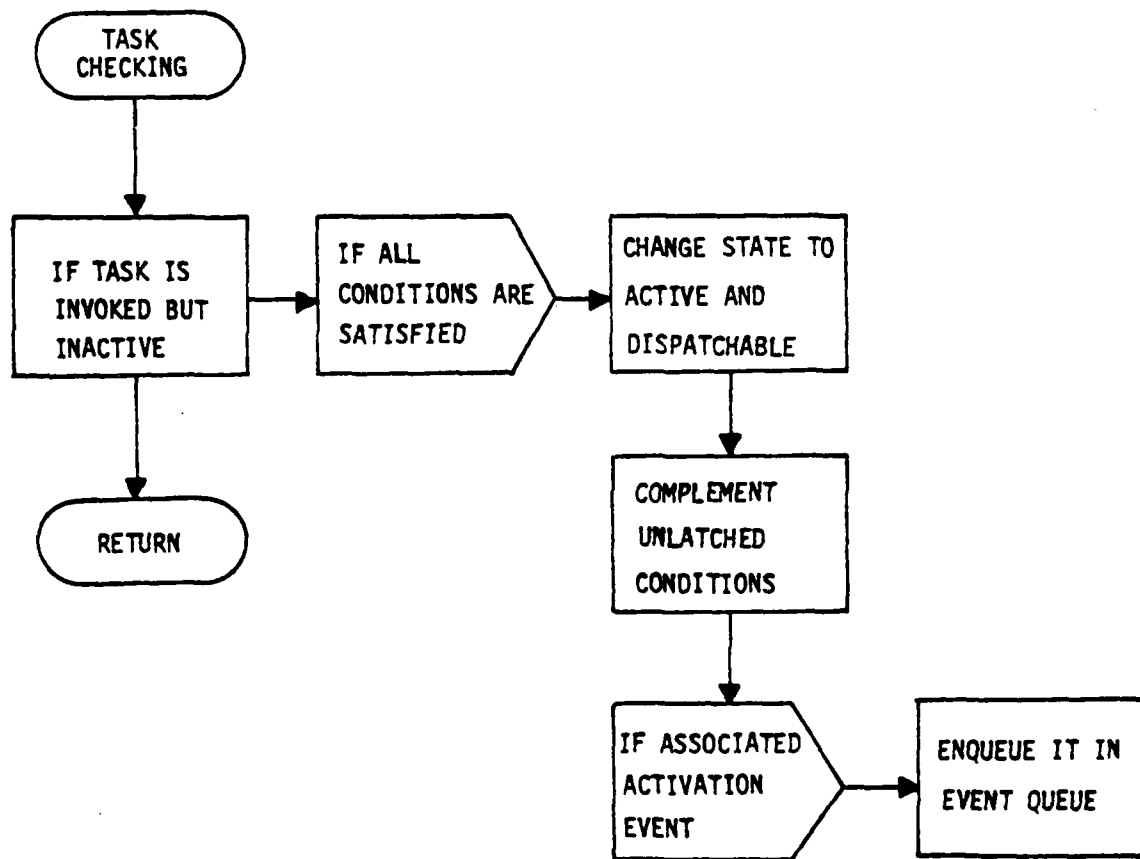 TASK
CHECKING
IF TASK IS
INVOKED BUT
INACTIVE
IF ALL
CONDITIONS ARE
SATISFIED
CHANGE STATE TO
ACTIVE AND
DISPATCHABLE
COMPLEMENT
UNLATCHED
CONDITIONS
RETURN
IF ASSOCIATED
ACTIVATION
EVENT
ENQUEUE IT IN
EVENT QUEUE